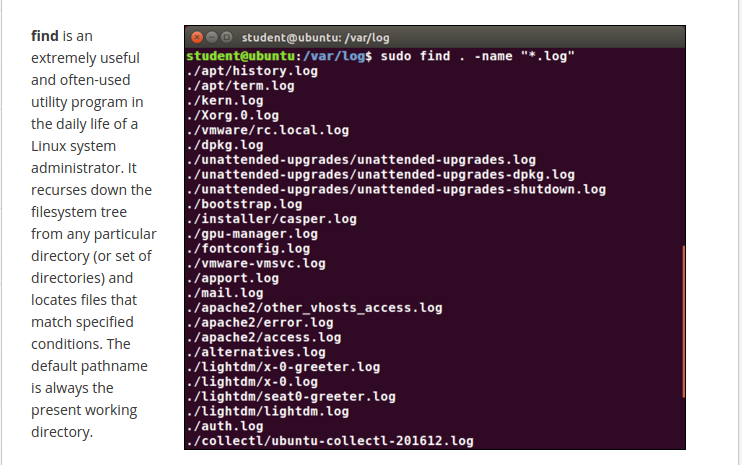 find is an
extremely useful
and often-used
utility program in
the daily life of a
Linux system
administrator. It
recurses down the
filesystem tree
from any particular
directory (or set of
directories) and
locates files that
match specified
conditions. The
default pathname
is always the
present working
directory.
student@ubuntu: /var/log
student@ubuntu:/var/log$ sudo find . -name "*.log"
./apt/history.log
./apt/term.log
./kern.log
./Xorg.0.log
./vmware/rc.local.log
./dpkg.log
./unattended-upgrades/unattended-upgrades.log
./unattended-upgrades/unattended-upgrades-dpkg.log
./unattended-upgrades/unattended-upgrades-shutdown.log
./bootstrap.log
./installer/casper.log
./gpu-manager.log
./fontconfig.log
./vmware-vmsvc.log
./apport.log
./mail.log
./apache2/other_vhosts_access.log
./apache2/error.log
./apache2/access.log
./alternatives.log
./lightdm/x-0-greeter.log
./lightdm/x-0.log
./lightdm/seat0-greeter.log
./lightdm/lightdm.log
./auth.log
./collectl/ubuntu-collectl-201612.log